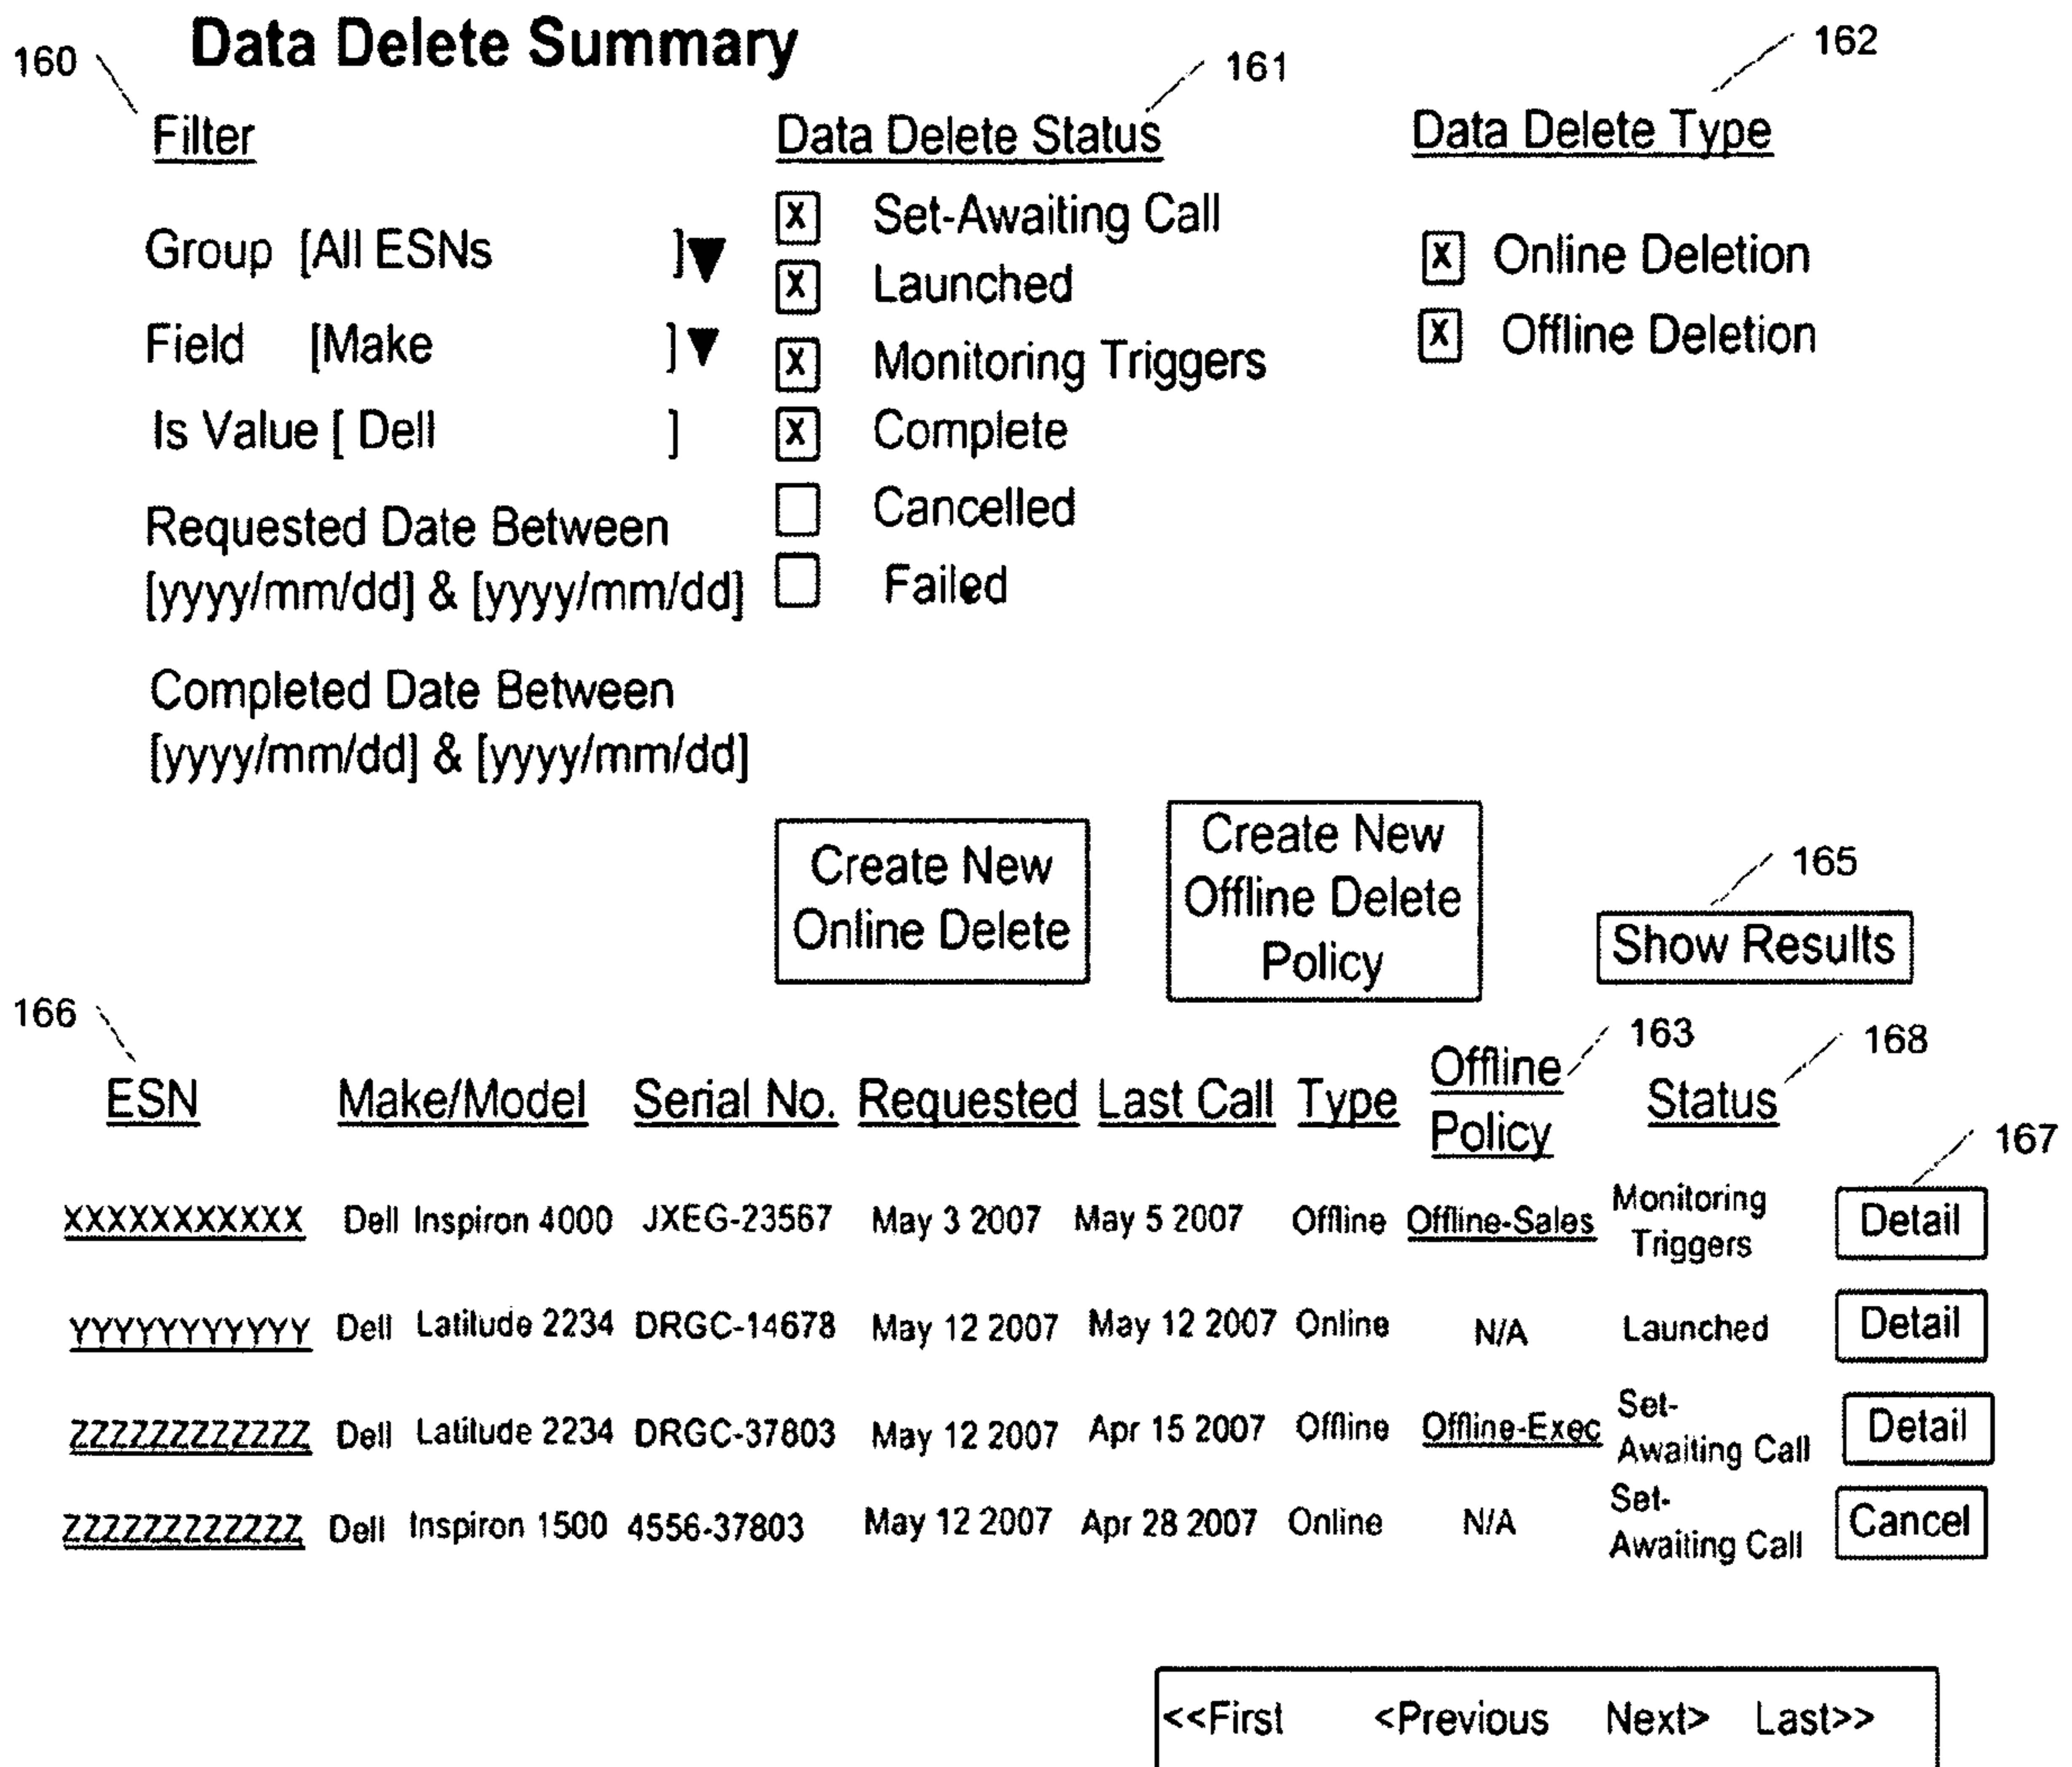 Data Delete Summary
160
161
162
Filter
Data Delete Status
Data Delete Type
Group [All ESNs ]▼
Field [Make ]▼
Is Value [ Dell ]
Requested Date Between
[yyyy/mm/dd] & [yyyy/mm/dd]
Completed Date Between
[yyyy/mm/dd] & [yyyy/mm/dd]
[X] Set-Awaiting Call
[X] Launched
[X] Monitoring Triggers
[X] Complete
Cancelled
Failed
[X] Online Deletion
[X] Offline Deletion
Create New
Online Delete
Create New
Offline Delete
Policy
165
Show Results
166
163
168
167
ESN Make/Model Serial No. Requested Last Call Type Offline Policy Status
XXXXXXXXXXX Dell Inspiron 4000 JXEG-23567 May 3 2007 May 5 2007 Offline Offline-Sales Monitoring Triggers Detail
YYYYYYYYYYY Dell Latitude 2234 DRGC-14678 May 12 2007 May 12 2007 Online N/A Launched Detail
ZZZZZZZZZZZZ Dell Latitude 2234 DRGC-37803 May 12 2007 Apr 15 2007 Offline Offline-Exec Set-Awaiting Call Detail
ZZZZZZZZZZZZ Dell Inspiron 1500 4556-37803 May 12 2007 Apr 28 2007 Online N/A Set-Awaiting Call Cancel
<<First <Previous Next> Last>>